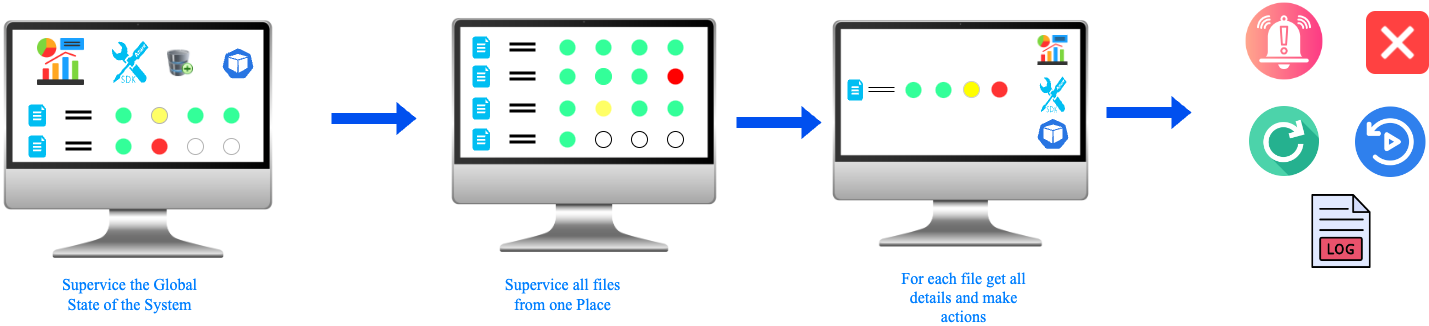 SDK
Supervice the Global
State of the System
Supervice all files
from one Place
For each file get all
details and make
actions
LOG